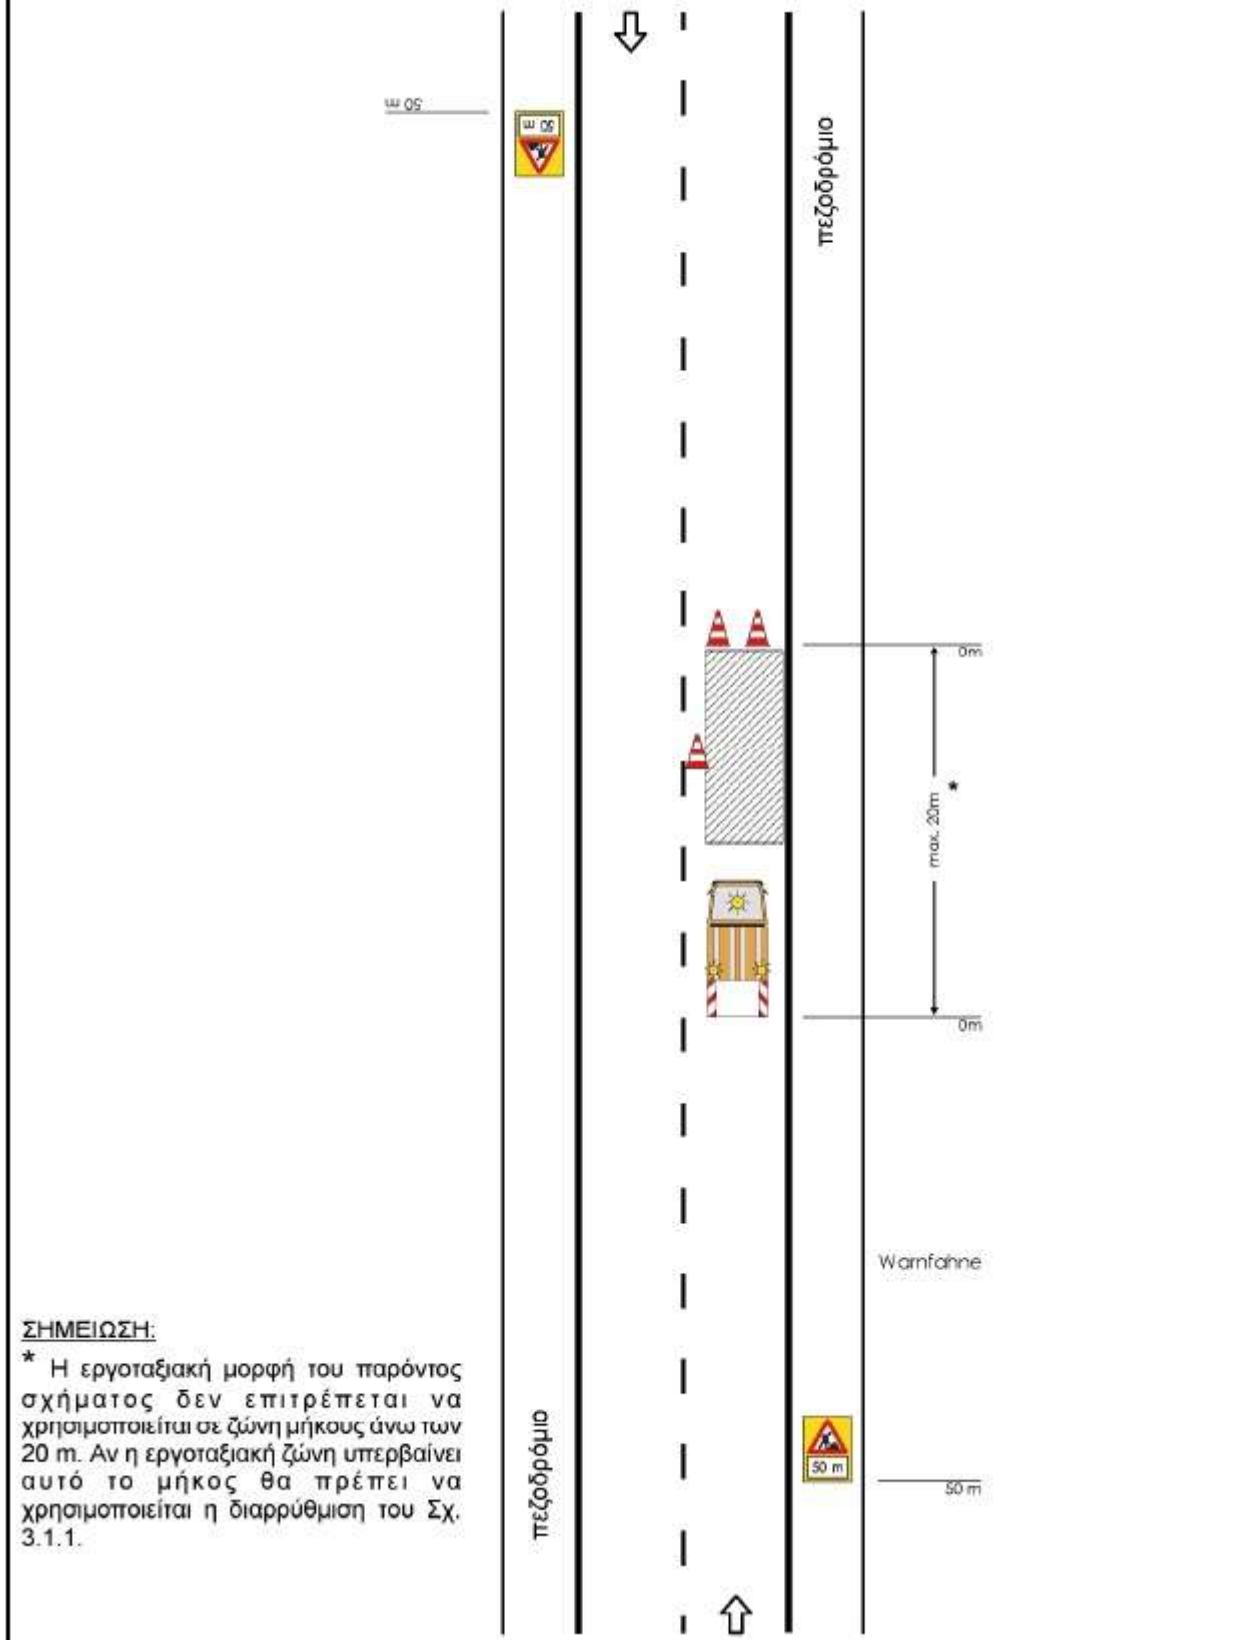 50 m
50 m
πεζοδρόμιο
0m
max. 20m
*
0m
Warnfahne
ΣΗΜΕΙΩΣΗ:
* Η εργοταξιακή μορφή του παρόντος
σχήματος δεν επιτρέπεται να
χρησιμοποιείται σε ζώνη μήκους άνω των
20 m. Αν η εργοταξιακή ζώνη υπερβαίνει
αυτό το μήκος θα πρέπει να
χρησιμοποιείται η διαρρύθμιση του Σχ.
3.1.1.
πεζοδρόμιο
50 m
50 m